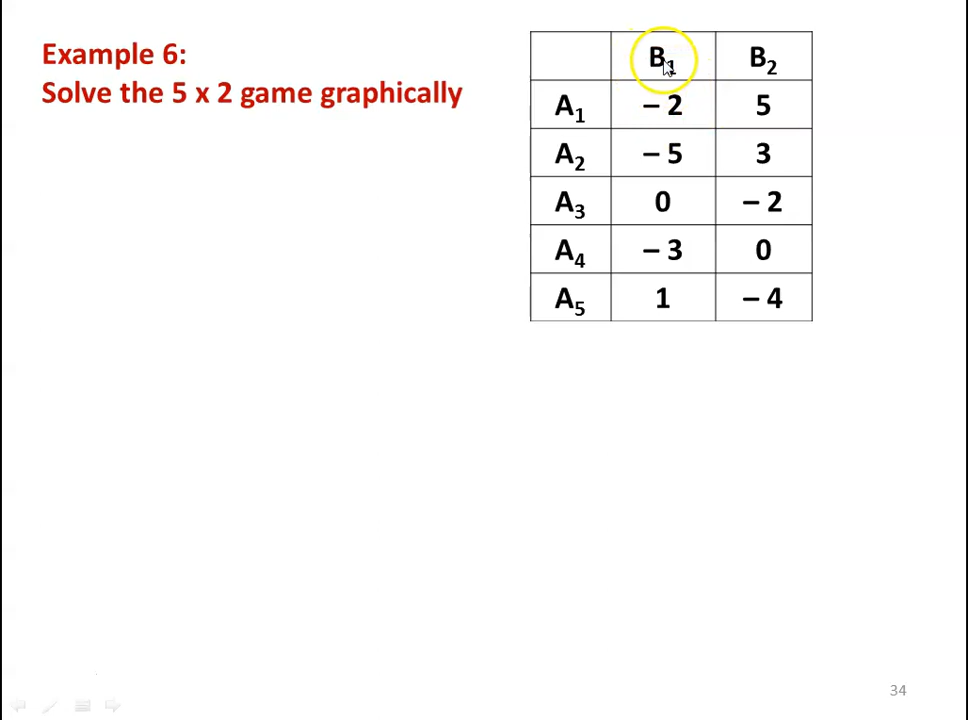 Example 6:
Solve the 5 x 2 game graphically
B₁ B₂
A₁ – 2 5
A₂ – 5 3
A₃ 0 – 2
A₄ – 3 0
A₅ 1 – 4
34